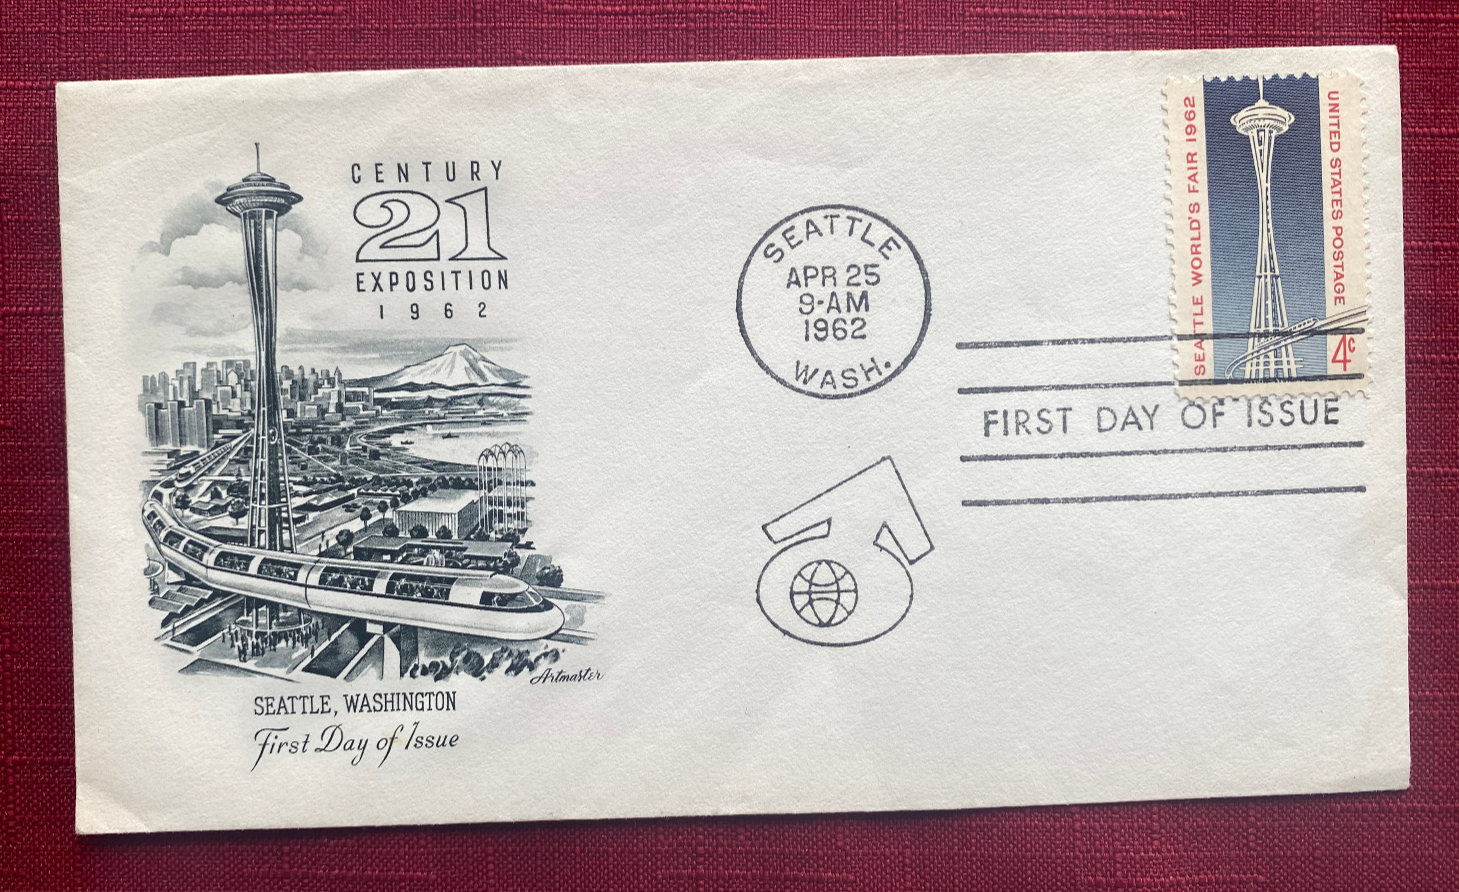 CENTURY
21
EXPOSITION
1962
SEATTLE, WASHINGTON
First Day of Issue
Artmaster
SEATTLE
APR 25
9-AM
1962
WASH.
SEATTLE WORLD'S FAIR 1962
UNITED STATES POSTAGE
4c
FIRST DAY OF ISSUE